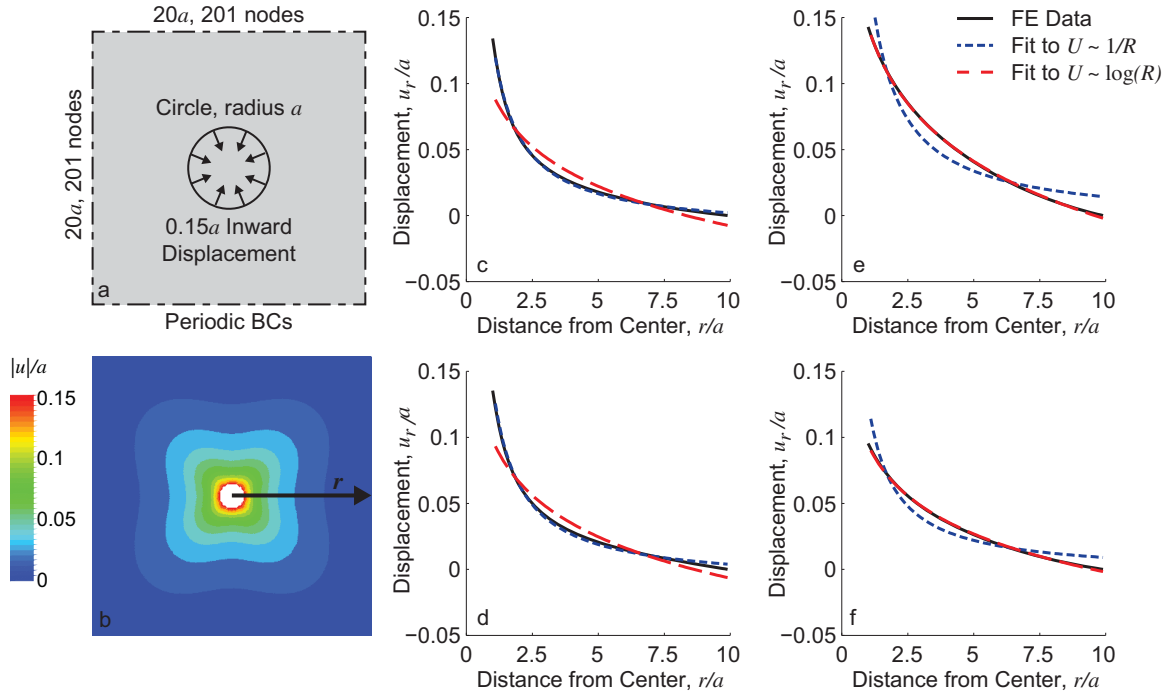 20a, 201 nodes
20a, 201 nodes
Circle, radius a
0.15a Inward
Displacement
a
Periodic BCs
|u|/a
0.15
0.1
0.05
0
r
b
Displacement, u_r/a
0.15
0.1
0.05
0
−0.05
c
0
2.5
5
7.5
10
Distance from Center, r/a
Displacement, u_r/a
0.15
0.1
0.05
0
−0.05
d
0
2.5
5
7.5
10
Distance from Center, r/a
FE Data
Fit to U ~ 1/R
Fit to U ~ log(R)
Displacement, u_r/a
0.15
0.1
0.05
0
−0.05
e
0
2.5
5
7.5
10
Distance from Center, r/a
Displacement, u_r/a
0.15
0.1
0.05
0
−0.05
f
0
2.5
5
7.5
10
Distance from Center, r/a